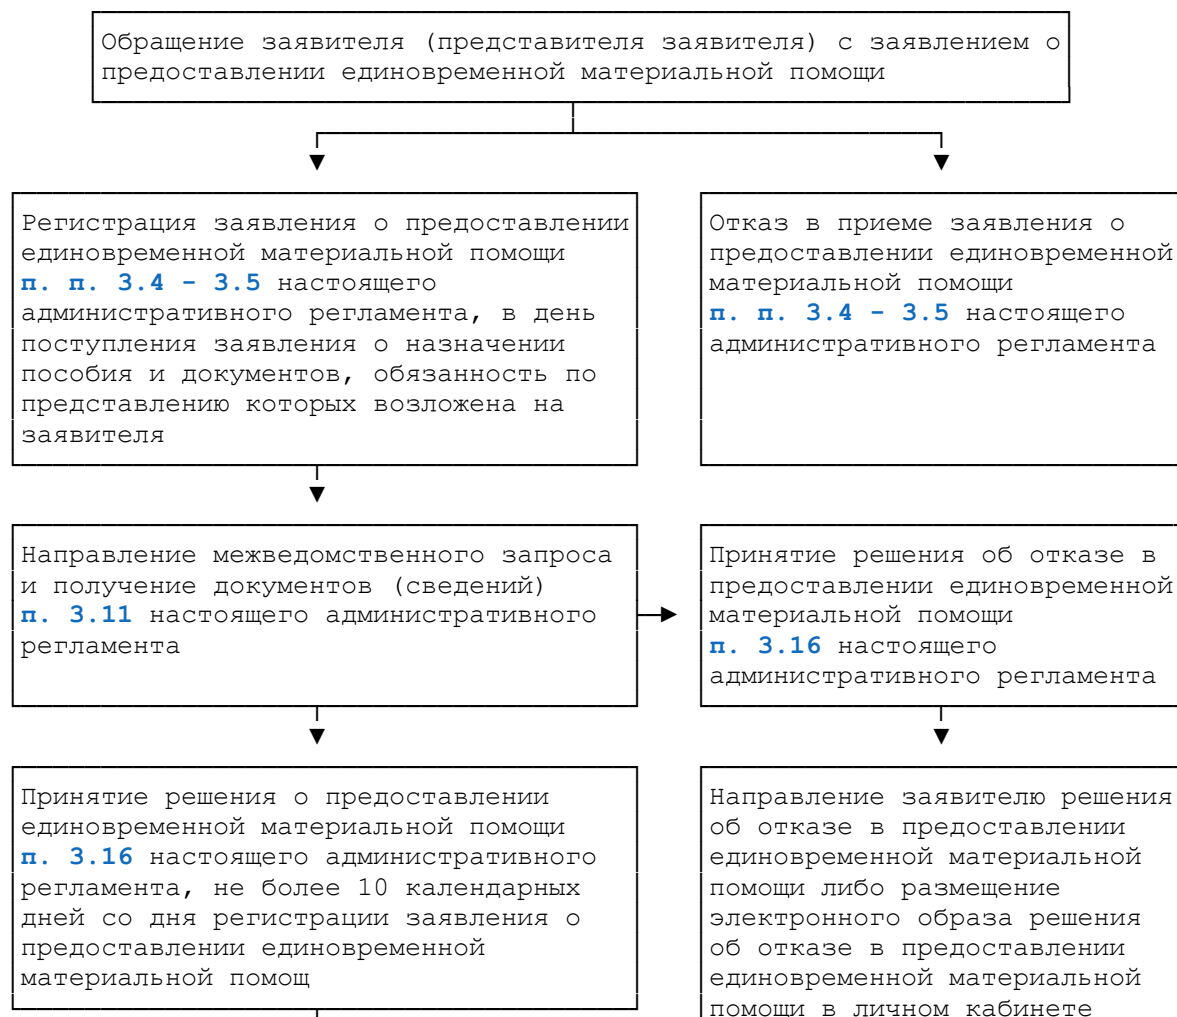 Обращение заявителя (представителя заявителя) с заявлением о
предоставлении единовременной материальной помощи
Регистрация заявления о предоставлении
единовременной материальной помощи
п. п. 3.4 - 3.5 настоящего
административного регламента, в день
поступления заявления о назначении
пособия и документов, обязанность по
представлению которых возложена на
заявителя
Отказ в приеме заявления о
предоставлении единовременной
материальной помощи
п. п. 3.4 - 3.5 настоящего
административного регламента
Направление межведомственного запроса
и получение документов (сведений)
п. 3.11 настоящего административного
регламента
Принятие решения об отказе в
предоставлении единовременной
материальной помощи
п. 3.16 настоящего
административного регламента
Принятие решения о предоставлении
единовременной материальной помощи
п. 3.16 настоящего административного
регламента, не более 10 календарных
дней со дня регистрации заявления о
предоставлении единовременной
материальной помощ
Направление заявителю решения
об отказе в предоставлении
единовременной материальной
помощи либо размещение
электронного образа решения
об отказе в предоставлении
единовременной материальной
помощи в личном кабинете